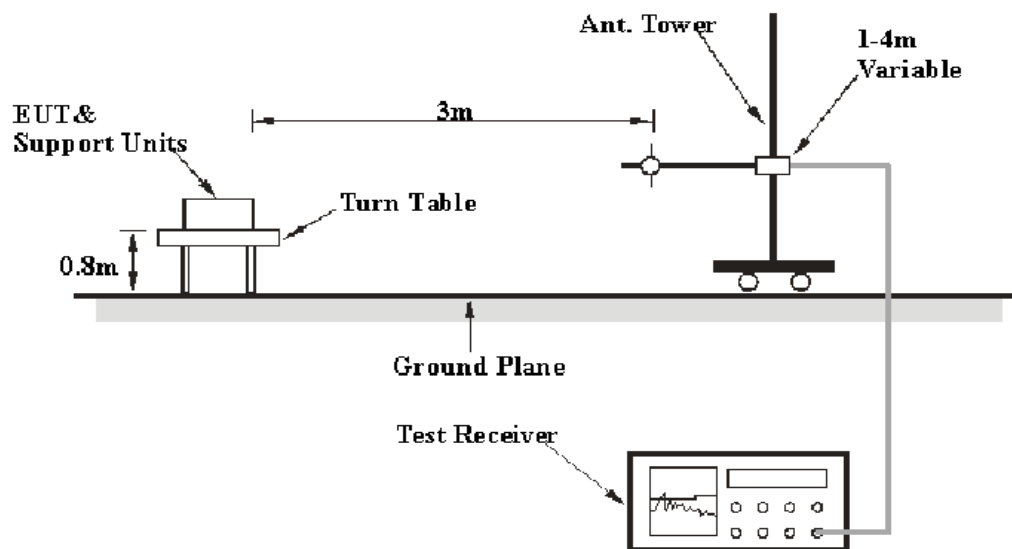 Ant. Tower
1-4m
Variable
3m
EUT&
Support Units
Turn Table
0.8m
Ground Plane
Test Receiver